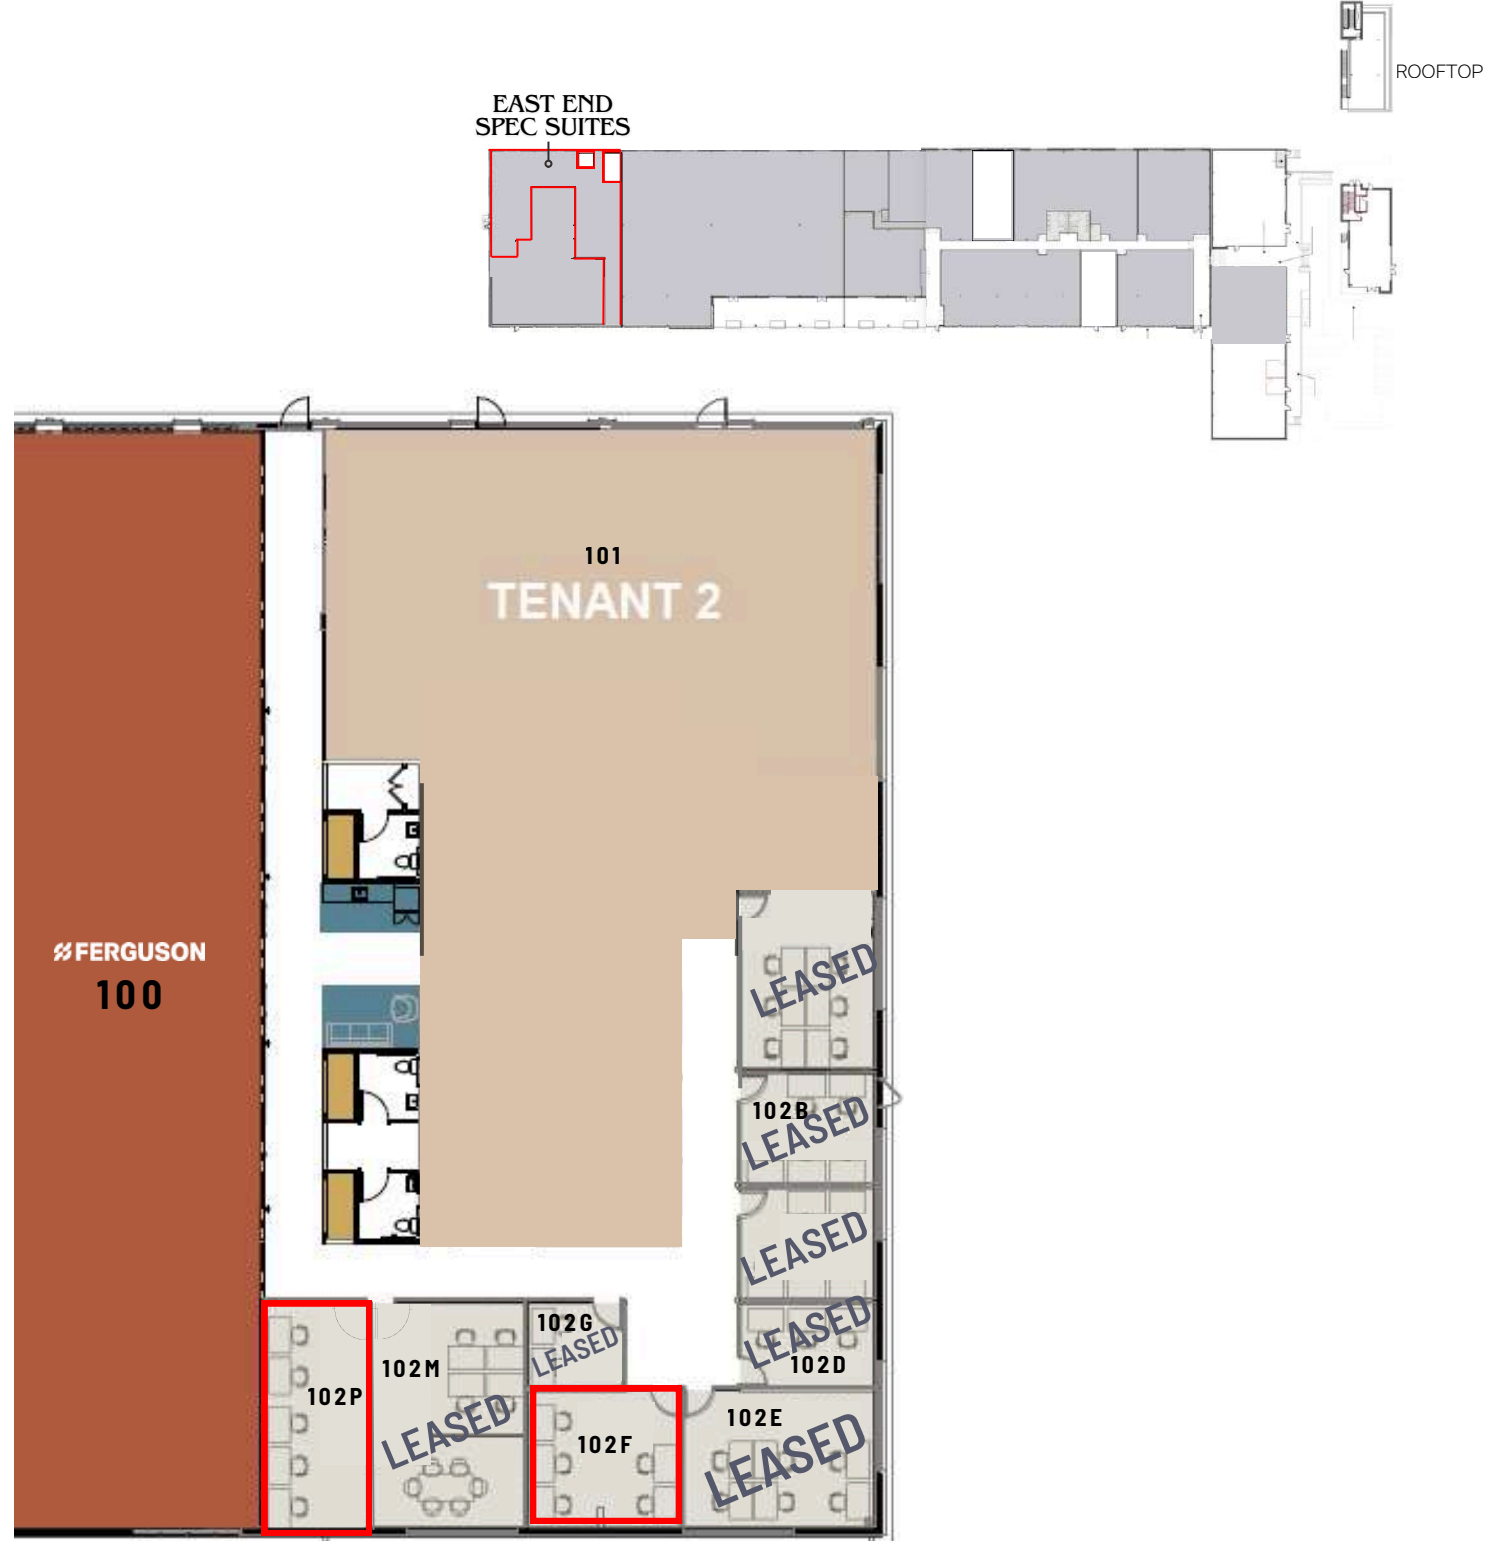 ROOFTOP
EAST END
SPEC SUITES
101
TENANT 2
FERGUSON
100
LEASED
102B
LEASED
LEASED
LEASED
102D
102G
LEASED
102M
LEASED
102P
102F
102E
LEASED